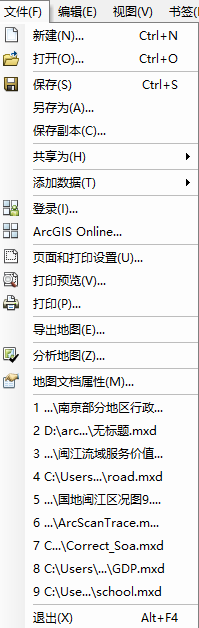 文件(F) 编辑(E) 视图(V) 书签(
新建(N)... Ctrl+N
打开(O)... Ctrl+O
保存(S) Ctrl+S
另存为(A)...
保存副本(C)...
共享为(H)
添加数据(T)
登录(I)...
ArcGIS Online...
页面和打印设置(U)...
打印预览(V)...
打印(P)...
导出地图(E)...
分析地图(Z)...
地图文档属性(M)...
1 ...\南京部分地区行政...
2 D:\arc...\无标题.mxd
3 ...\闽江流域服务价值...
4 C:\Users...\road.mxd
5 ...\国地闽江区况图9....
6 ...\ArcScanTrace.m...
7 C...\Correct_Soa.mxd
8 C:\Users\...\GDP.mxd
9 C:\Use...\school.mxd
退出(X) Alt+F4